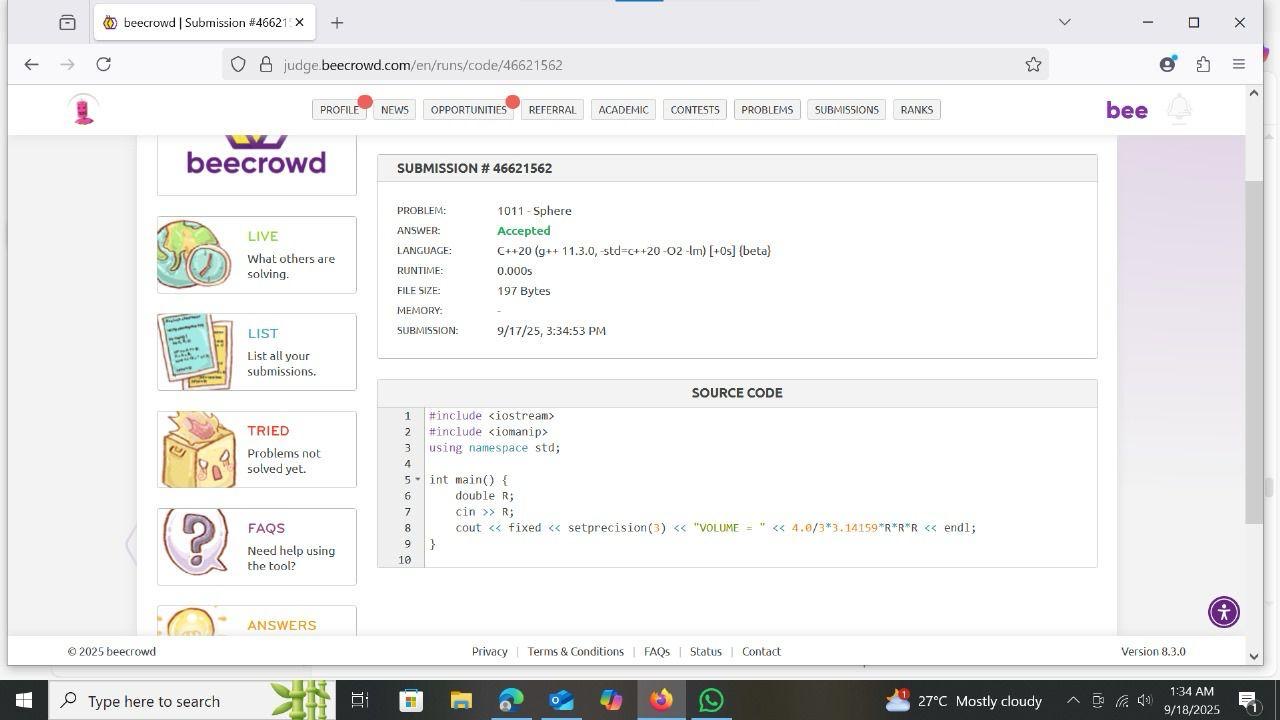 beecrowd | Submission #46621
judge.beecrowd.com/en/runs/code/46621562
PROFILE NEWS OPPORTUNITIES REFERRAL ACADEMIC CONTESTS PROBLEMS SUBMISSIONS RANKS bee
beecrowd
LIVE
What others are
solving.
LIST
List all your
submissions.
TRIED
Problems not
solved yet.
FAQS
Need help using
the tool?
ANSWERS
SUBMISSION # 46621562
PROBLEM: 1011 - Sphere
ANSWER: Accepted
LANGUAGE: C++20 (g++ 11.3.0, -std=c++20 -O2 -lm) [+0s] {beta}
RUNTIME: 0.000s
FILE SIZE: 197 Bytes
MEMORY: -
SUBMISSION: 9/17/25, 3:34:53 PM
SOURCE CODE
1 #include <iostream>
2 #include <iomanip>
3 using namespace std;
4
5 int main() {
6 double R;
7 cin >> R;
8 cout << fixed << setprecision(3) << "VOLUME = " << 4.0/3*3.14159*R*R*R << endl;
9 }
10
© 2025 beecrowd Privacy | Terms & Conditions | FAQs | Status | Contact Version 8.3.0
Type here to search 1 27°C Mostly cloudy 1:34 AM
9/18/2025 1